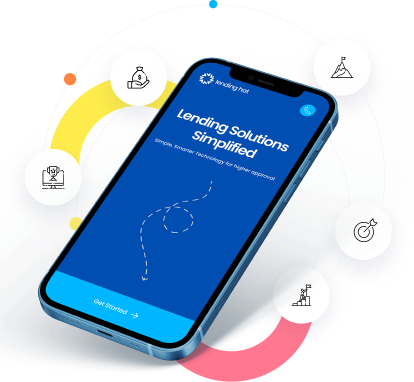 lending hat
Lending Solutions
Simplified
Simple, Smarter Technology for higher approval
Get Started